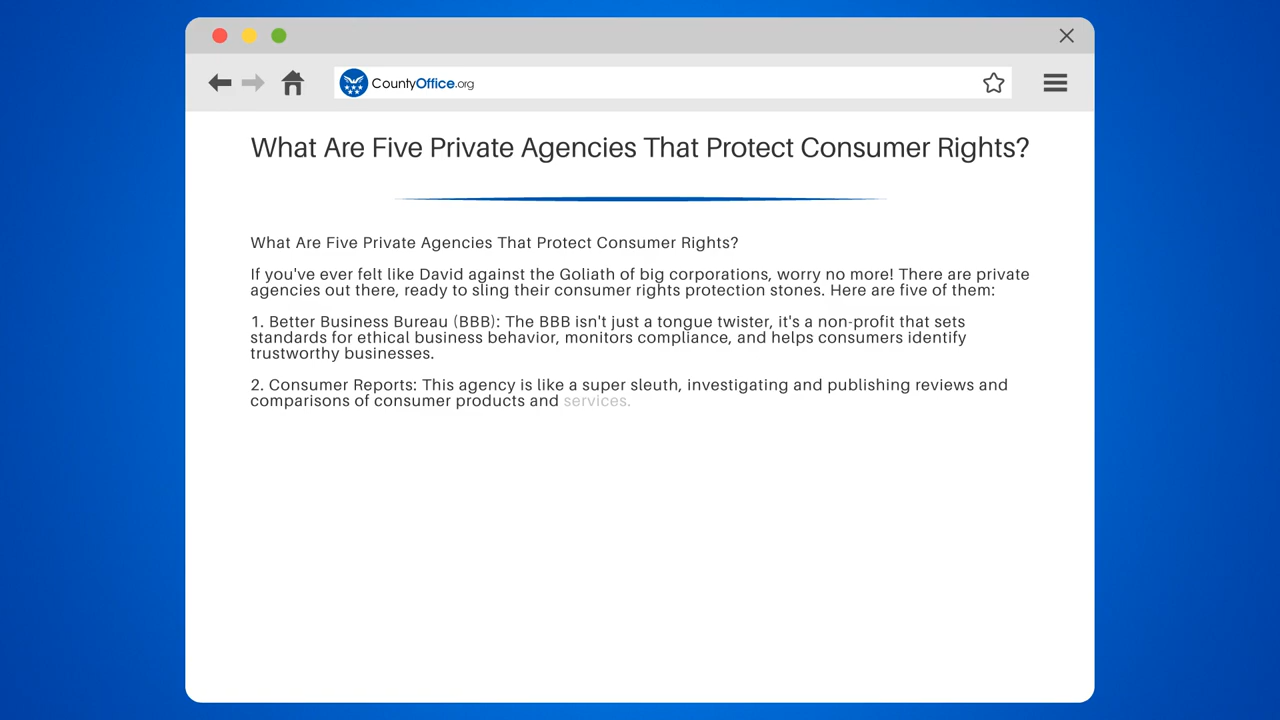 CountyOffice.org
What Are Five Private Agencies That Protect Consumer Rights?
What Are Five Private Agencies That Protect Consumer Rights?
If you've ever felt like David against the Goliath of big corporations, worry no more! There are private
agencies out there, ready to sling their consumer rights protection stones. Here are five of them:
1. Better Business Bureau (BBB): The BBB isn't just a tongue twister, it's a non-profit that sets
standards for ethical business behavior, monitors compliance, and helps consumers identify
trustworthy businesses.
2. Consumer Reports: This agency is like a super sleuth, investigating and publishing reviews and
comparisons of consumer products and services.